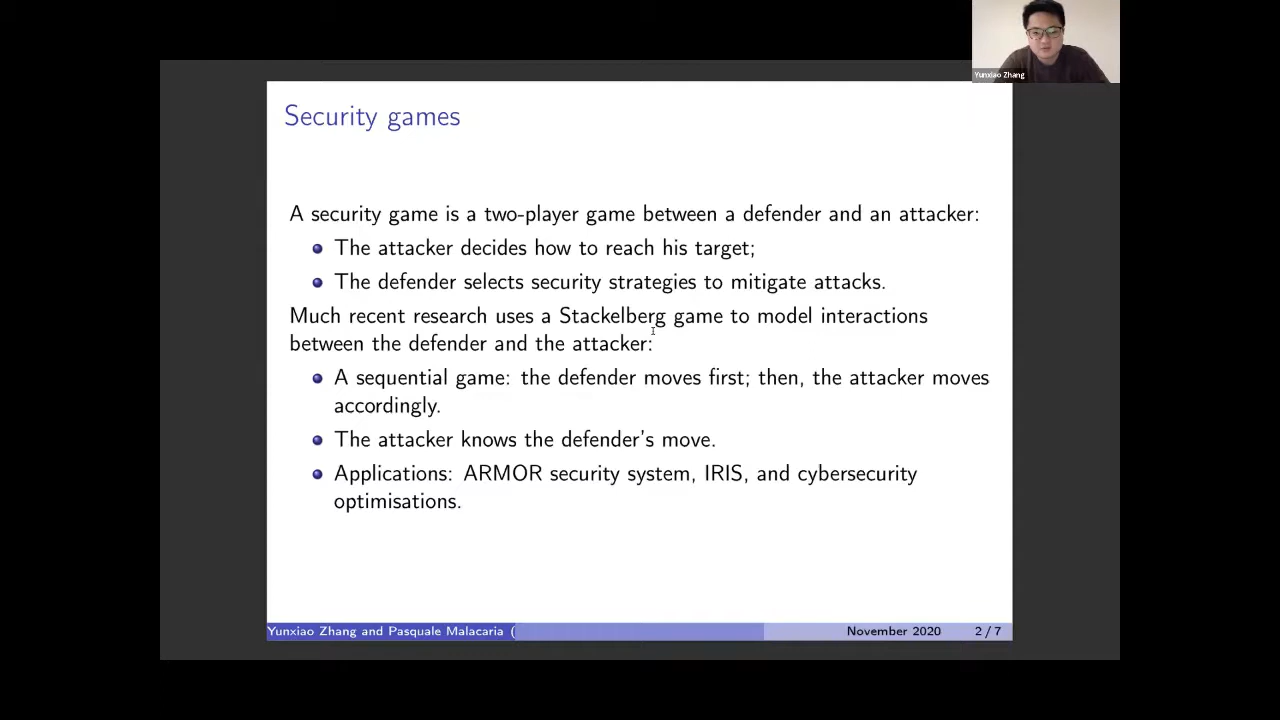 Yunxiao Zhang
Security games
A security game is a two-player game between a defender and an attacker:
The attacker decides how to reach his target;
The defender selects security strategies to mitigate attacks.
Much recent research uses a Stackelberg game to model interactions
between the defender and the attacker:
A sequential game: the defender moves first; then, the attacker moves
accordingly.
The attacker knows the defender's move.
Applications: ARMOR security system, IRIS, and cybersecurity
optimisations.
Yunxiao Zhang and Pasquale Malacaria ( November 2020 2 / 7